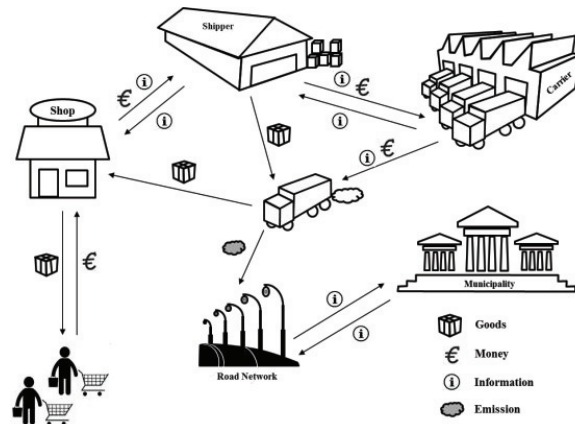 Shipper
Carrier
Shop
€
i
i
i
€
i
i
€
€
Municipality
i
i
Road Network
Goods
€ Money
i Information
Emission